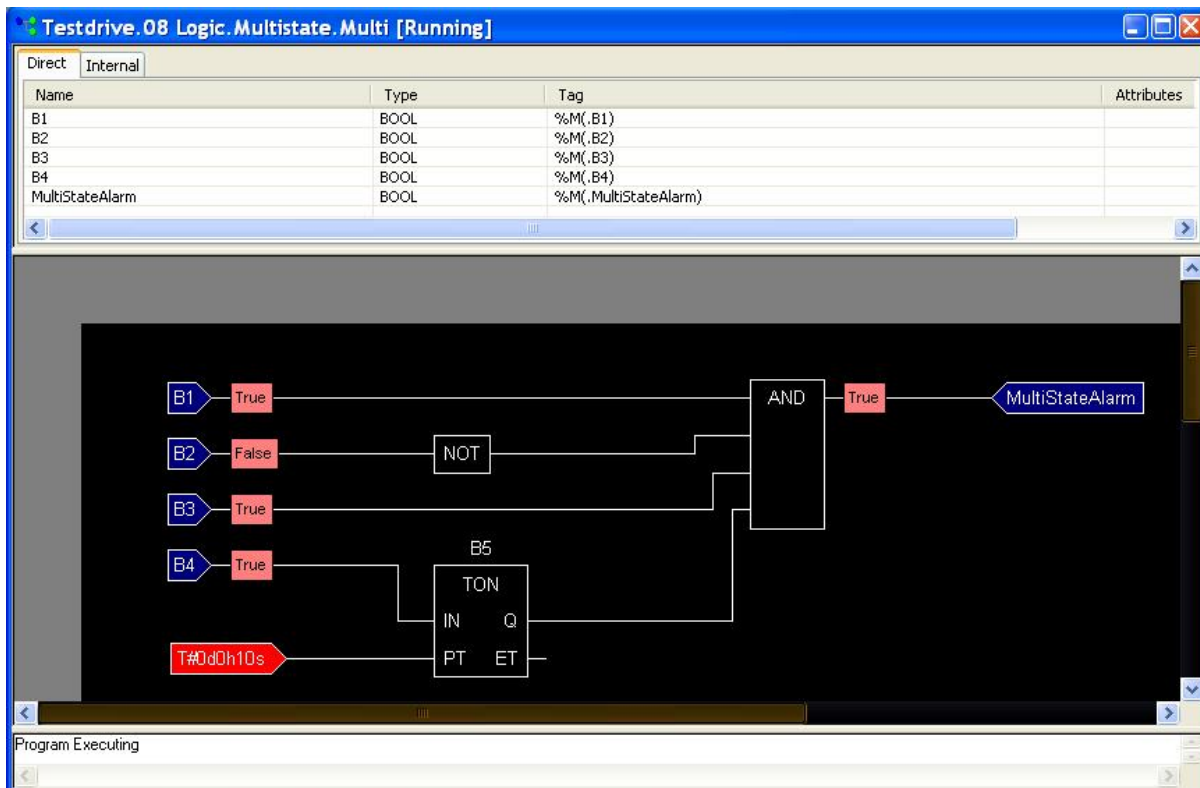 Testdrive.08 Logic.Multistate.Multi [Running]
Direct Internal
Name Type Tag Attributes
B1 BOOL %M(.B1)
B2 BOOL %M(.B2)
B3 BOOL %M(.B3)
B4 BOOL %M(.B4)
MultiStateAlarm BOOL %M(.MultiStateAlarm)
B1 True AND True MultiStateAlarm
B2 False NOT
B3 True
B5
B4 True
TON
IN Q
T#0d0h10s PT ET
Program Executing